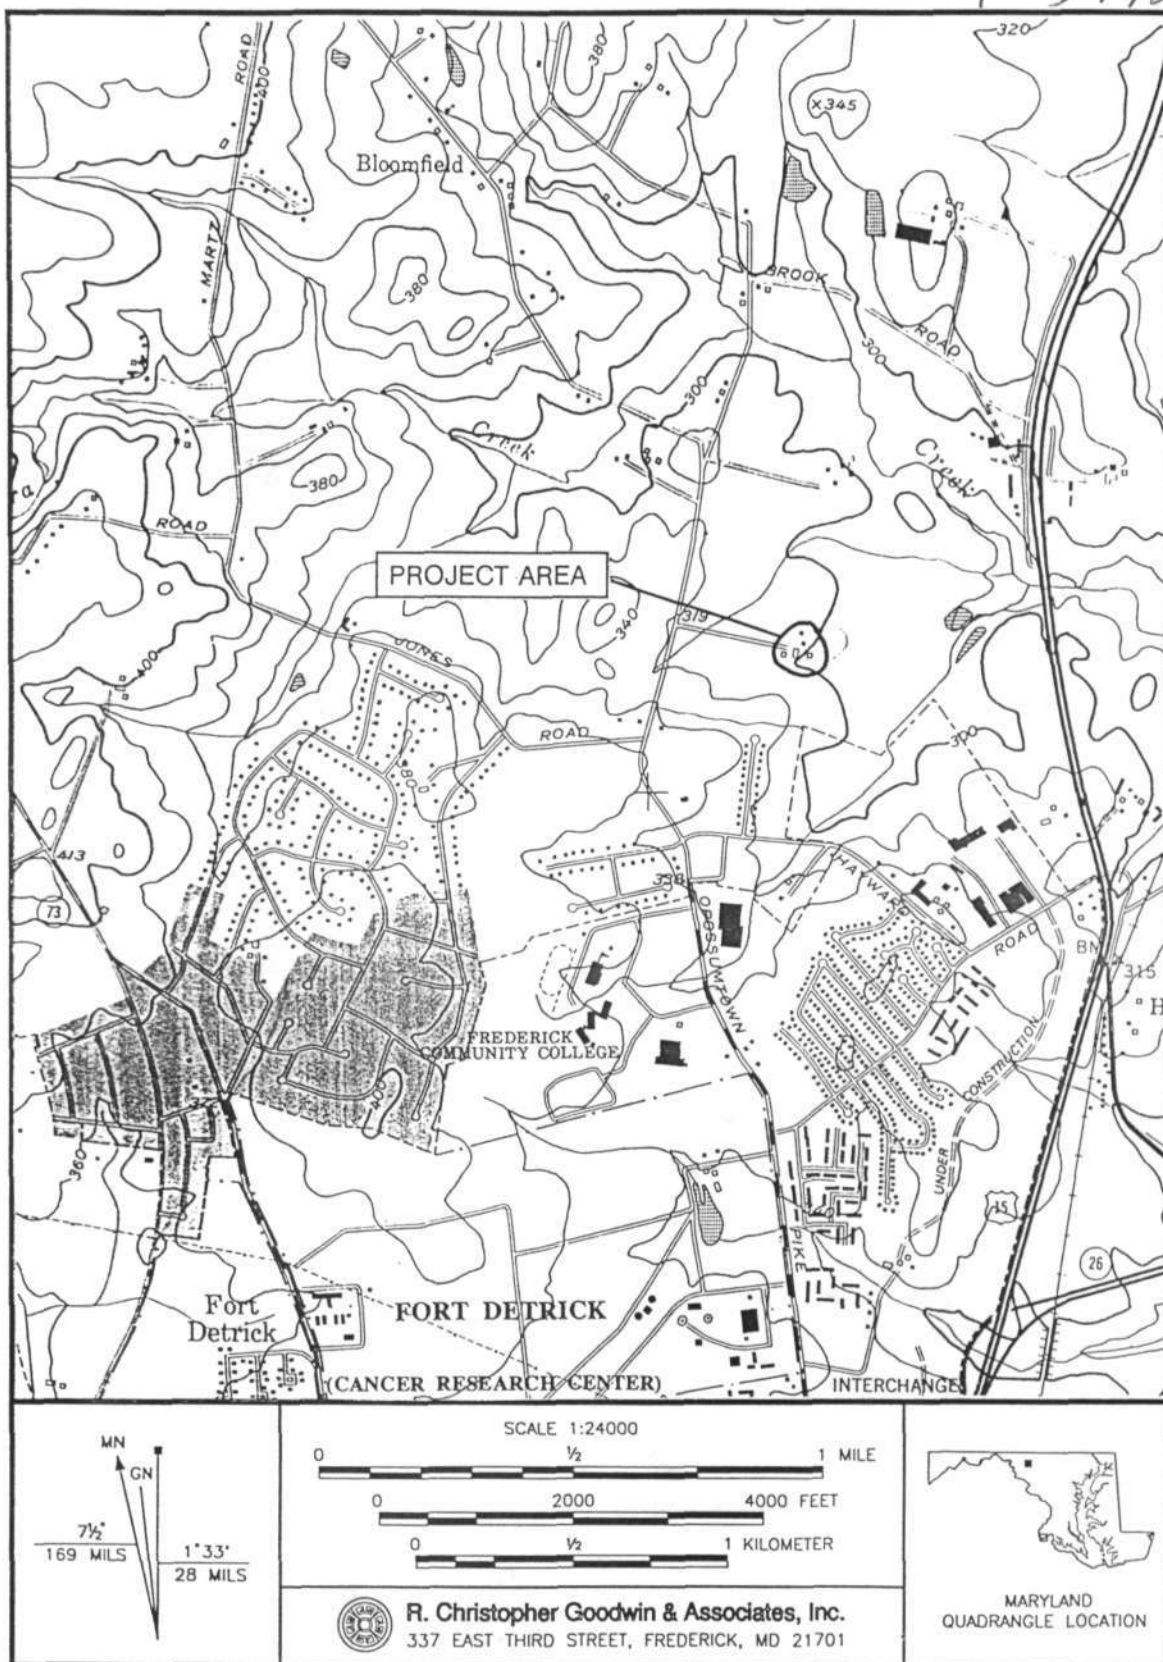 320
ROAD
400
380
x345
Bloomfield
MARTZ
380
BROOK
ROAD
300
300
Creek
Creek
380
ROAD
PROJECT AREA
340
319
JONES
400
ROAD
300
380
413
73
338
HAYWARD
OPOSSUMTOWN
ROAD
BM
315
H
FREDERICK
COMMUNITY COLLEGE
400
CONSTRUCTION
360
UNDER
15
PIKE
26
Fort
Detrick
FORT DETRICK
(CANCER RESEARCH CENTER)
INTERCHANGE
MN
GN
7½°
169 MILS
1°33'
28 MILS
SCALE 1:24000
0 ½ 1 MILE
0 2000 4000 FEET
0 ½ 1 KILOMETER
R. Christopher Goodwin & Associates, Inc.
337 EAST THIRD STREET, FREDERICK, MD 21701
MARYLAND
QUADRANGLE LOCATION